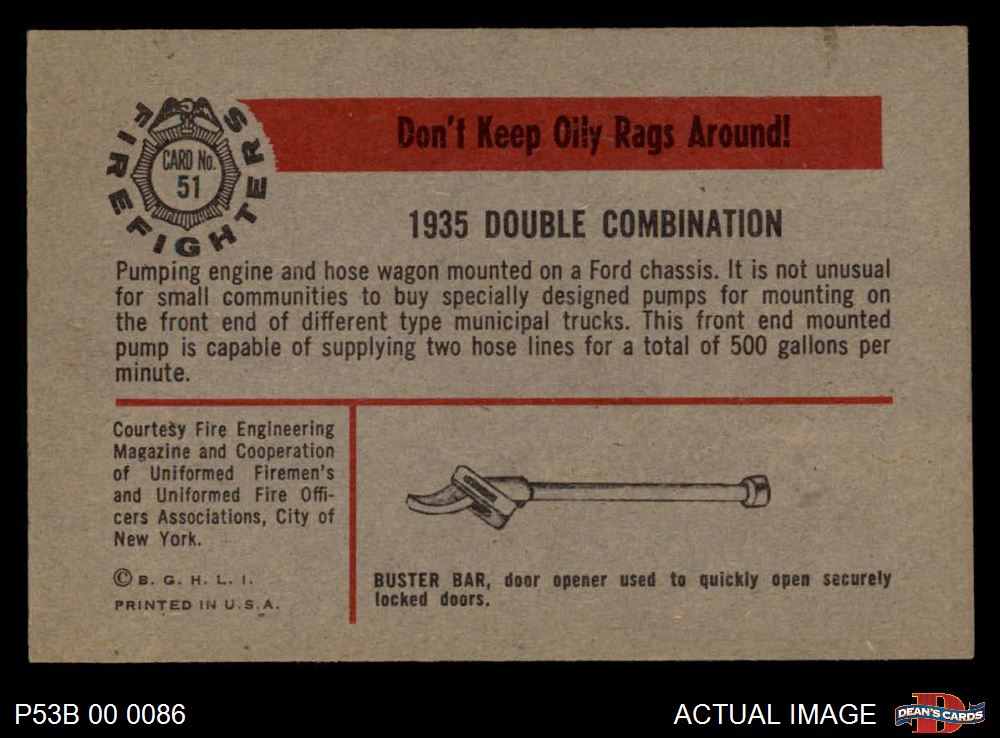 FIREFIGHTERS
CARD No.
51
Don't Keep Oily Rags Around!
1935 DOUBLE COMBINATION
Pumping engine and hose wagon mounted on a Ford chassis. It is not unusual
for small communities to buy specially designed pumps for mounting on
the front end of different type municipal trucks. This front end mounted
pump is capable of supplying two hose lines for a total of 500 gallons per
minute.
Courtesy Fire Engineering
Magazine and Cooperation
of Uniformed Firemen's
and Uniformed Fire Offi-
cers Associations, City of
New York.
© B. G. H. L. I.
PRINTED IN U.S.A.
BUSTER BAR, door opener used to quickly open securely
locked doors.
P53B 00 0086
ACTUAL IMAGE
D
DEAN'S CARDS